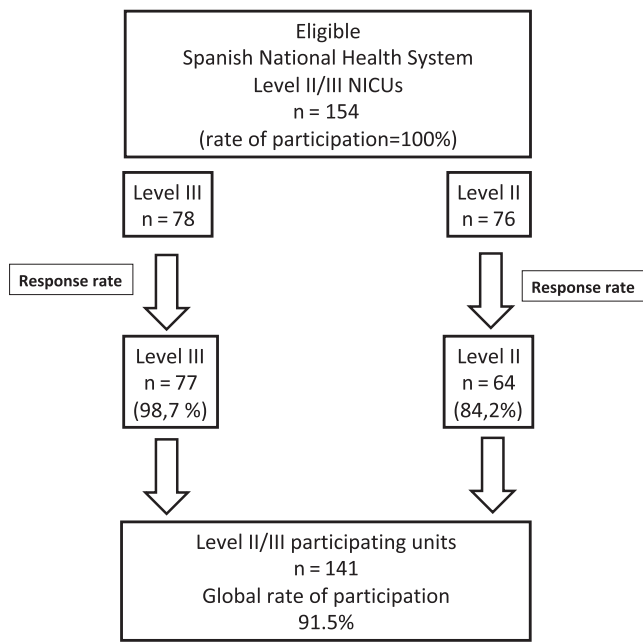 Eligible
Spanish National Health System
Level II/III NICUs
n = 154
(rate of participation=100%)
Level III
n = 78
Level II
n = 76
Response rate
Response rate
Level III
n = 77
(98,7 %)
Level II
n = 64
(84,2%)
Level II/III participating units
n = 141
Global rate of participation
91.5%